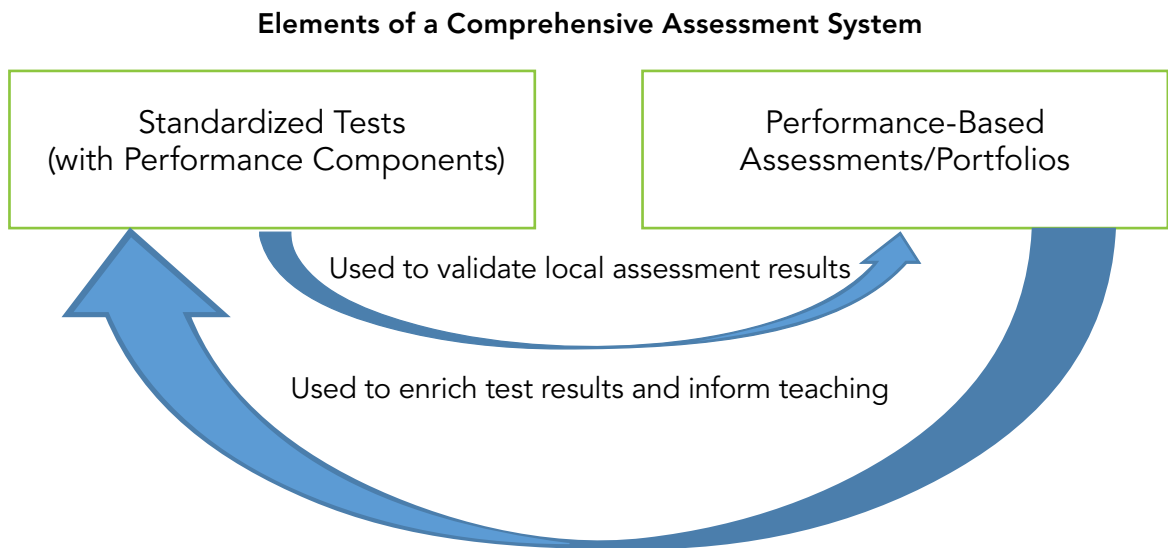 Elements of a Comprehensive Assessment System
Standardized Tests
(with Performance Components)
Performance-Based
Assessments/Portfolios
Used to validate local assessment results
Used to enrich test results and inform teaching